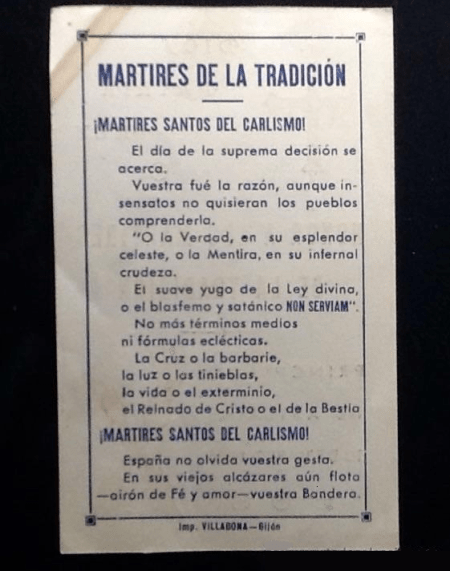 MARTIRES DE LA TRADICIÓN
¡MARTIRES SANTOS DEL CARLISMO!
El día de la suprema decisión se
acerca.
Vuestra fué la razón, aunque in-
sensatos no quisieran los pueblos
comprenderla.
"O la Verdad, en su esplendor
celeste, o la Mentira, en su infernal
crudeza.
El suave yugo de la Ley divina,
o el blasfemo y satánico NON SERVIAM".
No más términos medios
ni fórmulas eclécticas.
La Cruz o la barbarie,
la luz o las tinieblas,
la vida o el exterminio,
el Reinado de Cristo o el de la Bestia
¡MARTIRES SANTOS DEL CARLISMO!
España no olvida vuestra gesta.
En sus viejos alcázares aún flota
—airón de Fé y amor—vuestra Bandera.
Imp. VILLABONA—Gijón